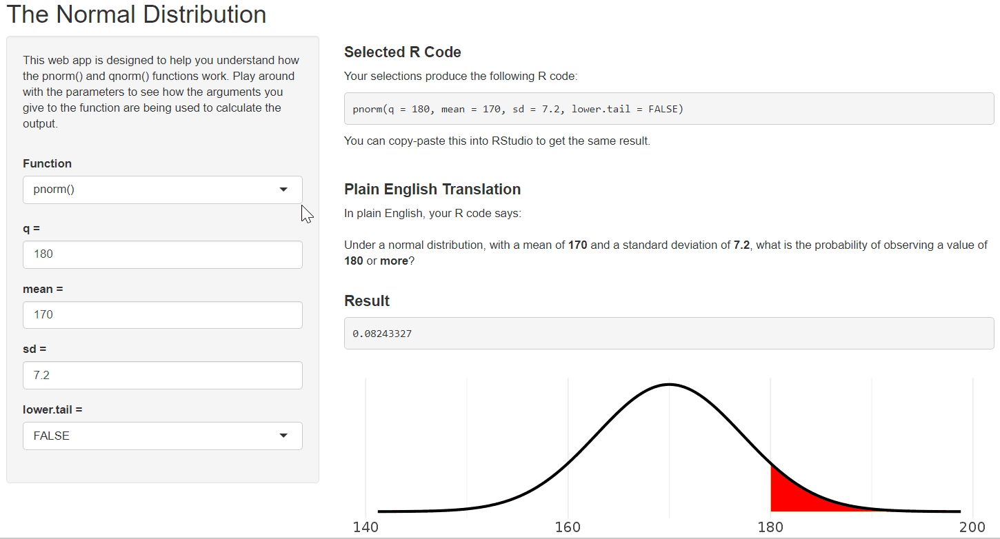 The Normal Distribution
This web app is designed to help you understand how
the pnorm() and qnorm() functions work. Play around
with the parameters to see how the arguments you
give to the function are being used to calculate the
output.
Function
pnorm()
q =
180
mean =
170
sd =
7.2
lower.tail =
FALSE
Selected R Code
Your selections produce the following R code:
pnorm(q = 180, mean = 170, sd = 7.2, lower.tail = FALSE)
You can copy-paste this into RStudio to get the same result.
Plain English Translation
In plain English, your R code says:
Under a normal distribution, with a mean of 170 and a standard deviation of 7.2, what is the probability of observing a value of
180 or more?
Result
0.08243327
140 160 180 200